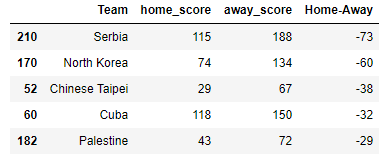 Team home_score away_score Home-Away
210 Serbia 115 188 -73
170 North Korea 74 134 -60
52 Chinese Taipei 29 67 -38
60 Cuba 118 150 -32
182 Palestine 43 72 -29